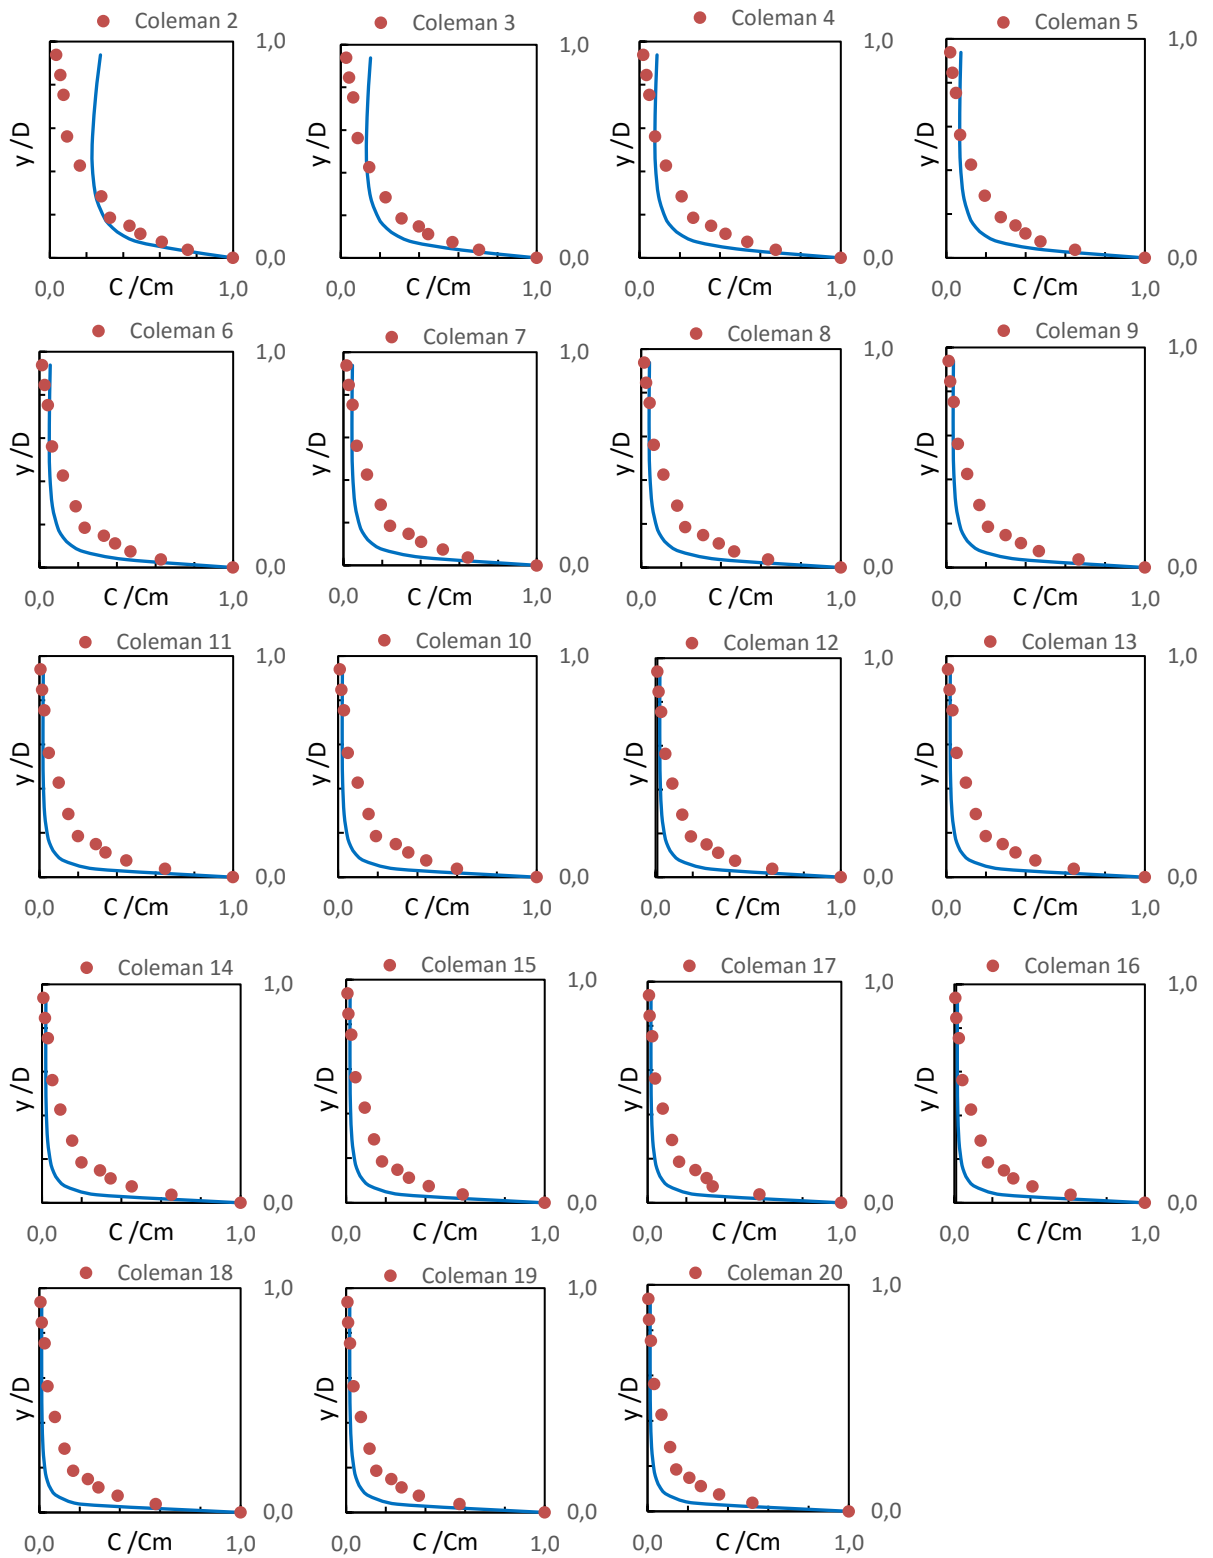 Coleman 2
1,0
y /D
0,0
0,0
C /Cm
1,0
Coleman 3
1,0
y /D
0,0
0,0
C /Cm
1,0
Coleman 4
1,0
y /D
0,0
0,0
C /Cm
1,0
Coleman 5
1,0
y /D
0,0
0,0
C /Cm
1,0
Coleman 6
1,0
y /D
0,0
0,0
C /Cm
1,0
Coleman 7
1,0
y /D
0,0
0,0
C /Cm
1,0
Coleman 8
1,0
y /D
0,0
0,0
C /Cm
1,0
Coleman 9
1,0
y /D
0,0
0,0
C /Cm
1,0
Coleman 11
1,0
y /D
0,0
0,0
C /Cm
1,0
Coleman 10
1,0
y /D
0,0
0,0
C /Cm
1,0
Coleman 12
1,0
y /D
0,0
0,0
C /Cm
1,0
Coleman 13
1,0
y /D
0,0
0,0
C /Cm
1,0
Coleman 14
1,0
y /D
0,0
0,0
C /Cm
1,0
Coleman 15
1,0
y /D
0,0
0,0
C /Cm
1,0
Coleman 17
1,0
y /D
0,0
0,0
C /Cm
1,0
Coleman 16
1,0
y /D
0,0
0,0
C /Cm
1,0
Coleman 18
1,0
y /D
0,0
0,0
C /Cm
1,0
Coleman 19
1,0
y /D
0,0
0,0
C /Cm
1,0
Coleman 20
1,0
y /D
0,0
0,0
C /Cm
1,0